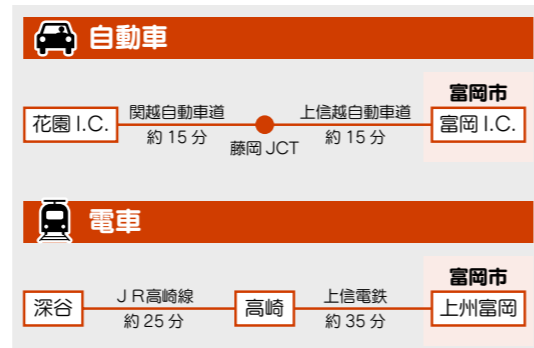 自動車
富岡市
関越自動車道 上信越自動車道
花園 I.C. 富岡 I.C.
約 15 分 約 15 分
藤岡 JCT
電車
富岡市
JR高崎線 上信電鉄
深谷 高崎 上州富岡
約 25 分 約 35 分